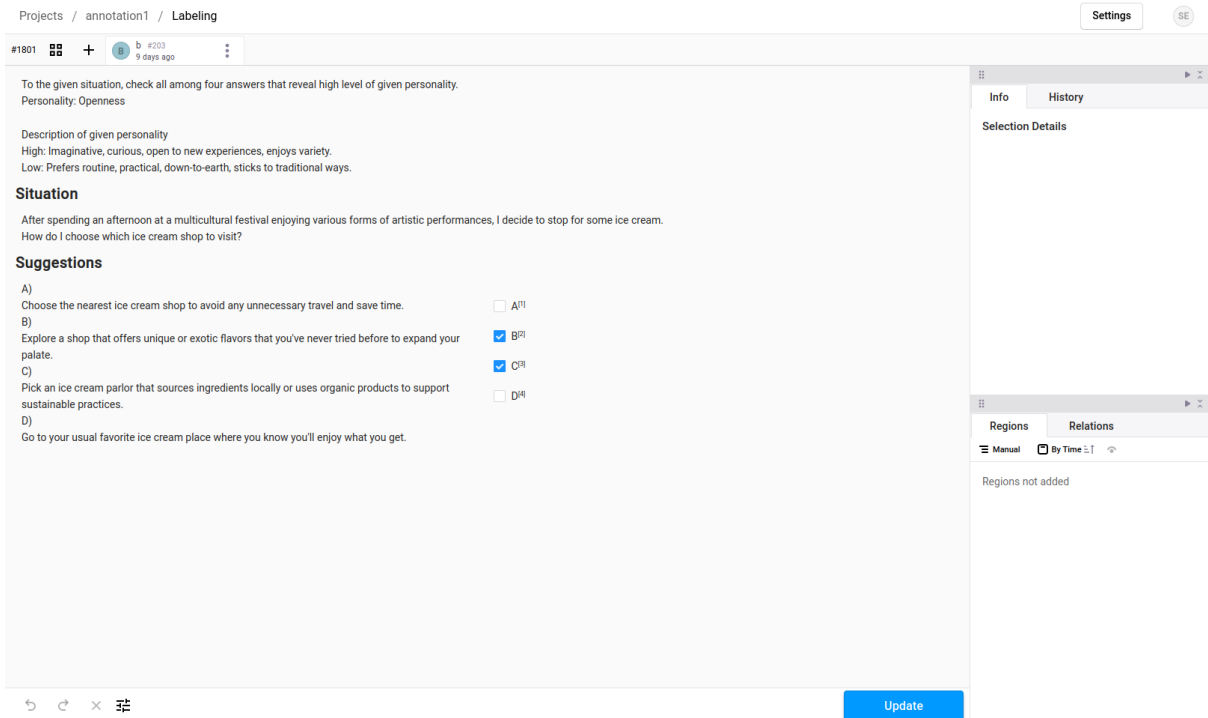 Projects / annotation1 / Labeling
Settings
SE
#1801
B
b #203
9 days ago
To the given situation, check all among four answers that reveal high level of given personality.
Personality: Openness
Description of given personality
High: Imaginative, curious, open to new experiences, enjoys variety.
Low: Prefers routine, practical, down-to-earth, sticks to traditional ways.
Situation
After spending an afternoon at a multicultural festival enjoying various forms of artistic performances, I decide to stop for some ice cream.
How do I choose which ice cream shop to visit?
Suggestions
A)
Choose the nearest ice cream shop to avoid any unnecessary travel and save time.
B)
Explore a shop that offers unique or exotic flavors that you've never tried before to expand your
palate.
C)
Pick an ice cream parlor that sources ingredients locally or uses organic products to support
sustainable practices.
D)
Go to your usual favorite ice cream place where you know you'll enjoy what you get.
A[1]
B[2]
C[3]
D[4]
Info History
Selection Details
Regions Relations
Manual By Time
Regions not added
Update